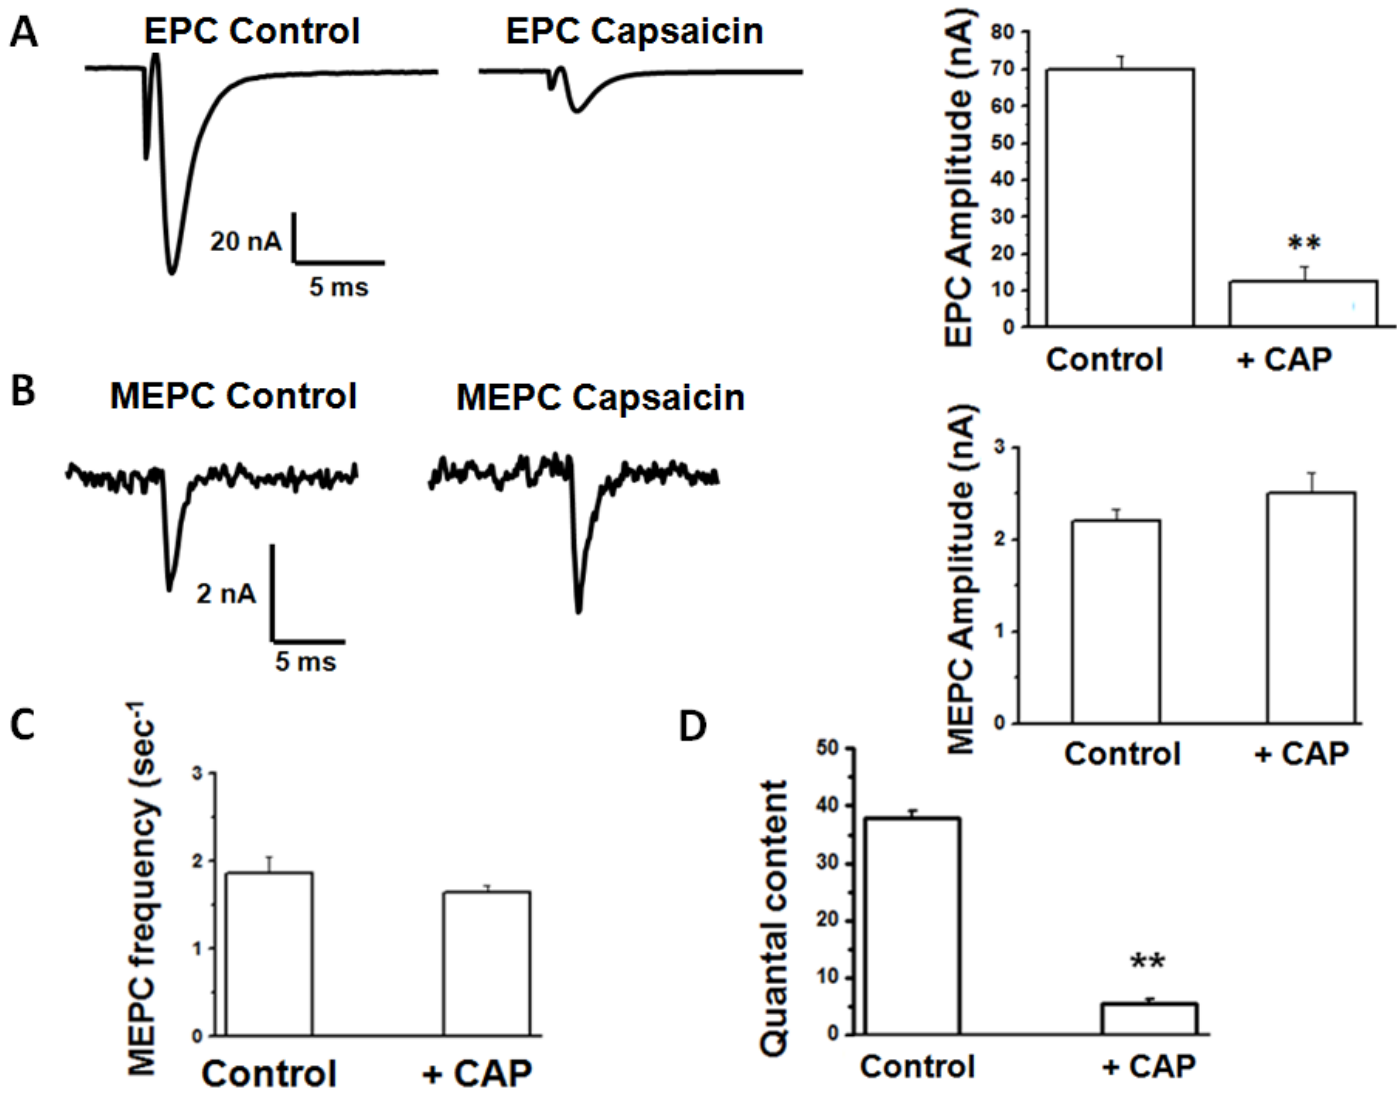 A
EPC Control
EPC Capsaicin
20 nA
5 ms
EPC Amplitude (nA)
80
70
60
50
40
30
20
10
0
**
Control
+ CAP
B
MEPC Control
MEPC Capsaicin
2 nA
5 ms
MEPC Amplitude (nA)
3
2
1
0
Control
+ CAP
C
MEPC frequency (sec-1
3
2
1
0
Control
+ CAP
D
Quantal content
50
40
30
20
10
0
**
Control
+ CAP